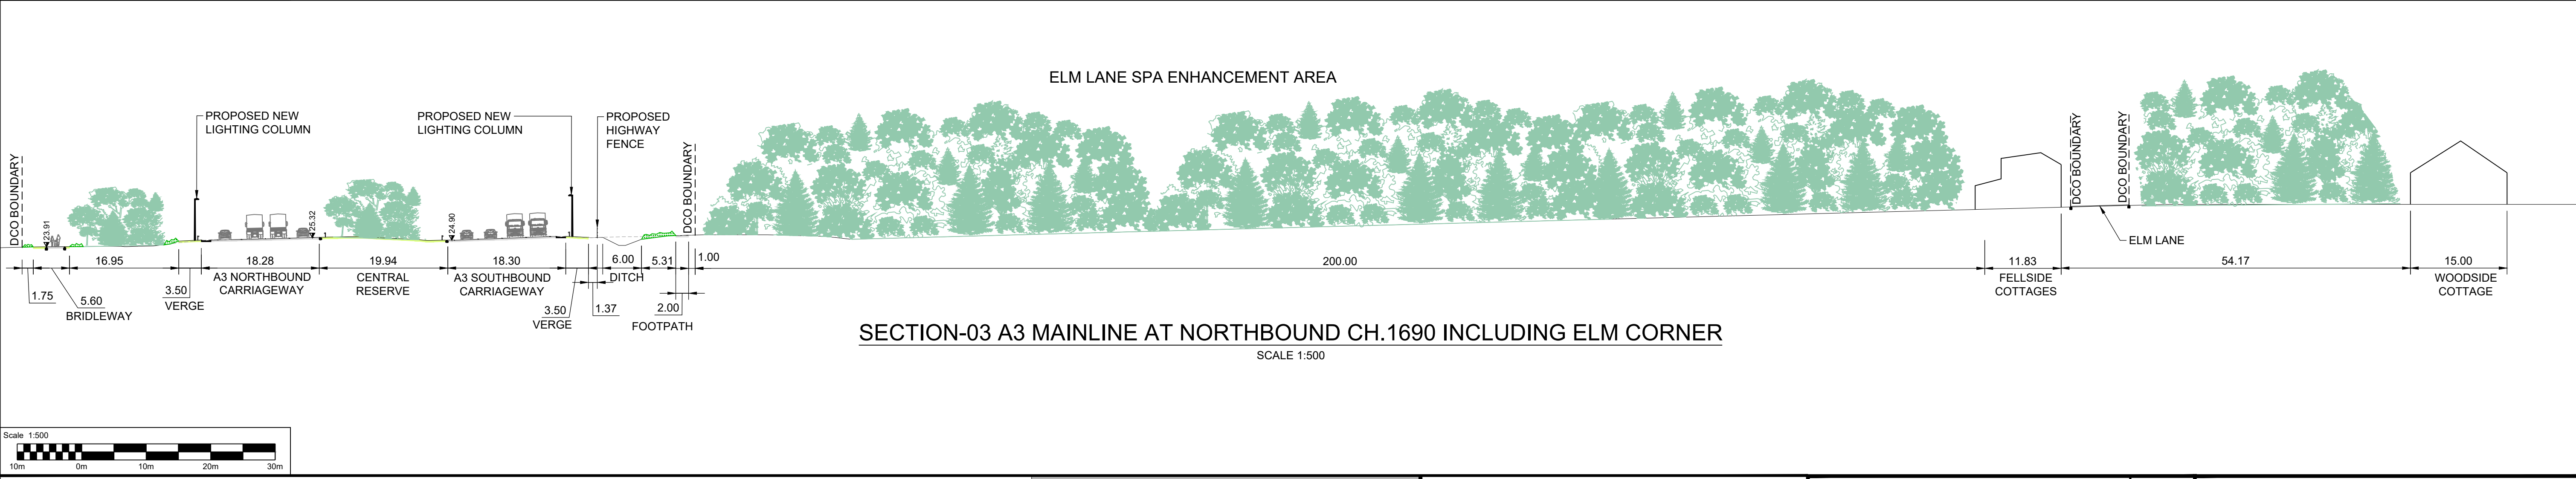 ELM LANE SPA ENHANCEMENT AREA
PROPOSED NEW
LIGHTING COLUMN
PROPOSED NEW
LIGHTING COLUMN
PROPOSED
HIGHWAY
FENCE
DCO BOUNDARY
DCO BOUNDARY
DCO BOUNDARY
DCO BOUNDARY
23.91
25.32
24.90
ELM LANE
16.95
18.28
19.94
18.30
6.00
5.31
1.00
200.00
11.83
54.17
15.00
A3 NORTHBOUND
CARRIAGEWAY
CENTRAL
RESERVE
A3 SOUTHBOUND
CARRIAGEWAY
DITCH
FELLSIDE
COTTAGES
WOODSIDE
COTTAGE
1.75
5.60
BRIDLEWAY
3.50
VERGE
3.50
VERGE
1.37
2.00
FOOTPATH
SECTION-03 A3 MAINLINE AT NORTHBOUND CH.1690 INCLUDING ELM CORNER
SCALE 1:500
Scale 1:500
10m 0m 10m 20m 30m